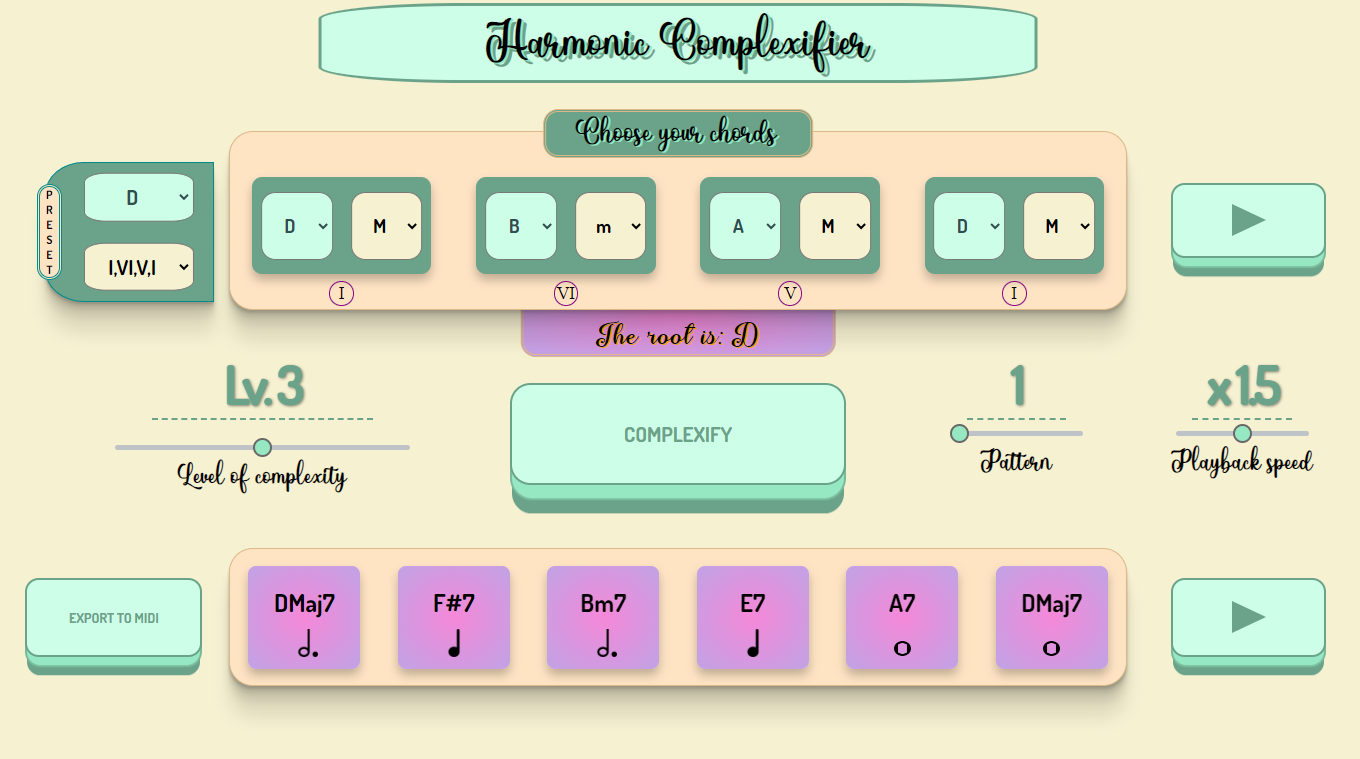 Harmonic Complexifier
Choose your chords
PRESET
D
I,VI,V,I
D M B m A M D M
I VI V I
The root is: D
Lv.3
Level of complexity
COMPLEXIFY
1
Pattern
x1.5
Playback speed
EXPORT TO MIDI
DMaj7 F#7 Bm7 E7 A7 DMaj7